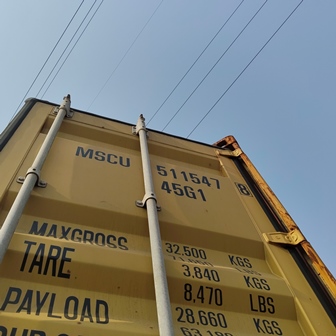 MSCU 511547 8
45G1
MAXGROSS 32.500 KGS
TARE 3,840 KGS
8,470 LBS
PAYLOAD 28.660 KGS